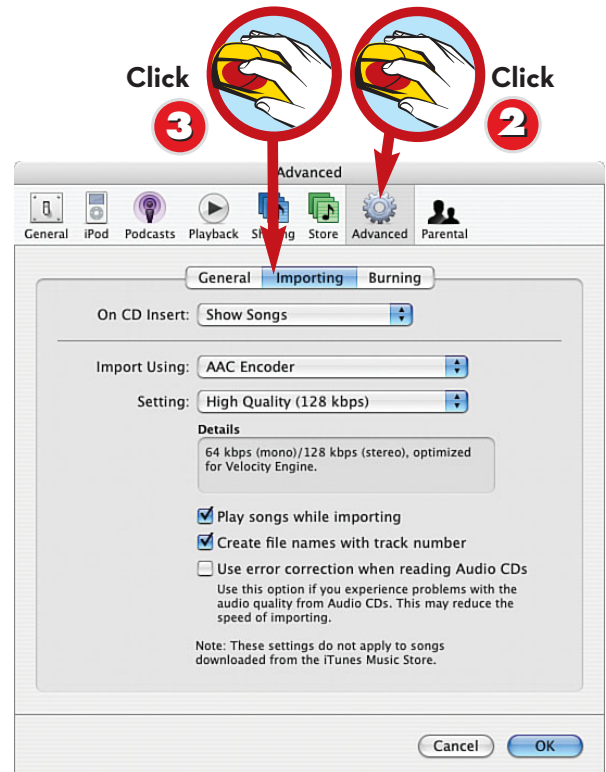 Click
3
Click
2
Advanced
General iPod Podcasts Playback Sharing Store Advanced Parental
General Importing Burning
On CD Insert: Show Songs
Import Using: AAC Encoder
Setting: High Quality (128 kbps)
Details
64 kbps (mono)/128 kbps (stereo), optimized
for Velocity Engine.
Play songs while importing
Create file names with track number
Use error correction when reading Audio CDs
Use this option if you experience problems with the
audio quality from Audio CDs. This may reduce the
speed of importing.
Note: These settings do not apply to songs
downloaded from the iTunes Music Store.
Cancel OK